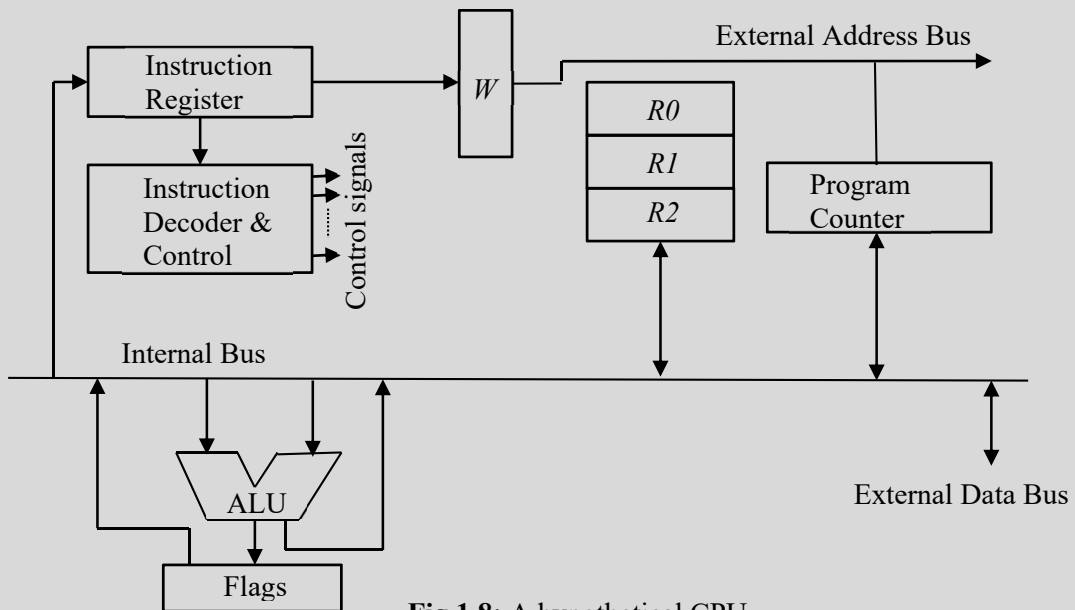 External Address Bus
Instruction
Register
W
R0
R1
R2
Program
Counter
Instruction
Decoder &
Control
Control signals
Internal Bus
ALU
External Data Bus
Flags
Fig 1.8: A hypothetical CPU